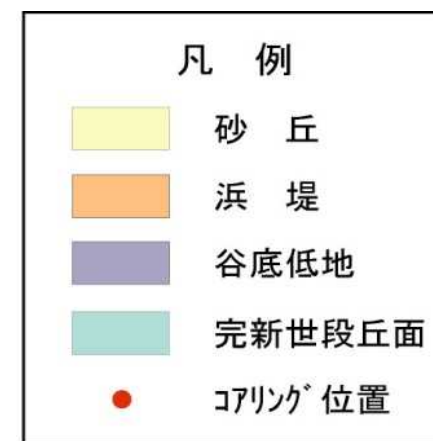 凡 例
砂 丘
浜 堤
谷底低地
完新世段丘面
ｺｱﾘﾝｸﾞ位置